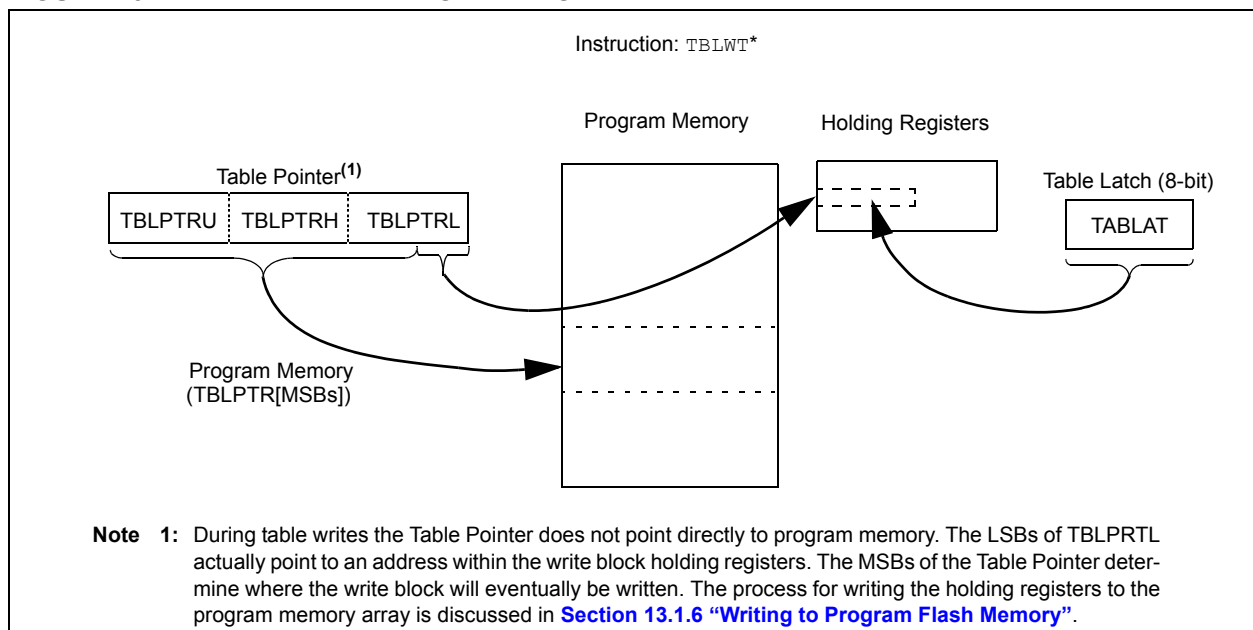 Instruction: TBLWT*
Program Memory
Holding Registers
Table Pointer(1)
Table Latch (8-bit)
TBLPTRU
TBLPTRH
TBLPTRL
TABLAT
Program Memory
(TBLPTR[MSBs])
Note 1: During table writes the Table Pointer does not point directly to program memory. The LSBs of TBLPRTL
actually point to an address within the write block holding registers. The MSBs of the Table Pointer deter-
mine where the write block will eventually be written. The process for writing the holding registers to the
program memory array is discussed in Section 13.1.6 “Writing to Program Flash Memory”.